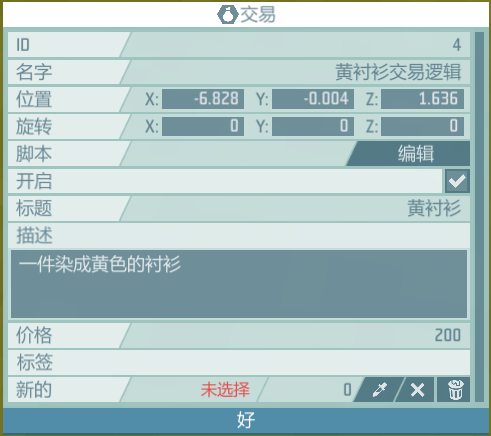 交易
ID 4
名字 黄衬衫交易逻辑
位置 X: -6.828 Y: -0.004 Z: 1.636
旋转 X: 0 Y: 0 Z: 0
脚本 编辑
开启
标题 黄衬衫
描述
一件染成黄色的衬衫
价格 200
标签
新的 未选择 0
好